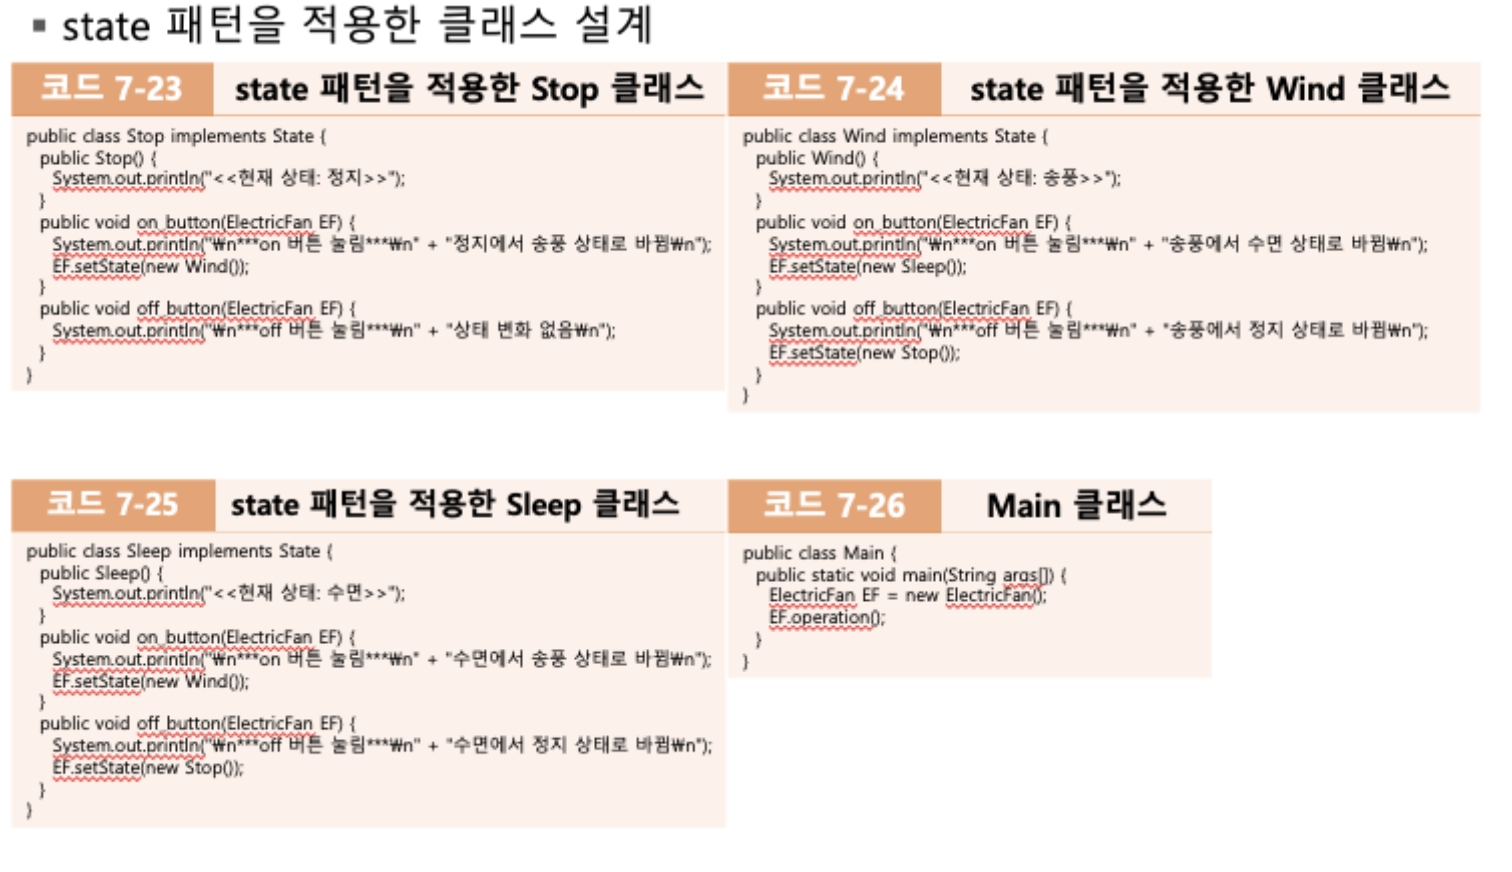 ▪ state 패턴을 적용한 클래스 설계
코드 7-23 state 패턴을 적용한 Stop 클래스
public class Stop implements State {
public Stop() {
System.out.println("<<현재 상태: 정지>>");
}
public void on_button(ElectricFan EF) {
System.out.println("₩n***on 버튼 눌림***₩n" + "정지에서 송풍 상태로 바뀜₩n");
EF.setState(new Wind());
}
public void off_button(ElectricFan EF) {
System.out.println("₩n***off 버튼 눌림***₩n" + "상태 변화 없음₩n");
}
}
코드 7-24 state 패턴을 적용한 Wind 클래스
public class Wind implements State {
public Wind() {
System.out.println("<<현재 상태: 송풍>>");
}
public void on_button(ElectricFan EF) {
System.out.println("₩n***on 버튼 눌림***₩n" + "송풍에서 수면 상태로 바뀜₩n");
EF.setState(new Sleep());
}
public void off_button(ElectricFan EF) {
System.out.println("₩n***off 버튼 눌림***₩n" + "송풍에서 정지 상태로 바뀜₩n");
EF.setState(new Stop());
}
}
코드 7-25 state 패턴을 적용한 Sleep 클래스
public class Sleep implements State {
public Sleep() {
System.out.println("<<현재 상태: 수면>>");
}
public void on_button(ElectricFan EF) {
System.out.println("₩n***on 버튼 눌림***₩n" + "수면에서 송풍 상태로 바뀜₩n");
EF.setState(new Wind());
}
public void off_button(ElectricFan EF) {
System.out.println("₩n***off 버튼 눌림***₩n" + "수면에서 정지 상태로 바뀜₩n");
EF.setState(new Stop());
}
}
코드 7-26 Main 클래스
public class Main {
public static void main(String args[]) {
ElectricFan EF = new ElectricFan();
EF.operation();
}
}